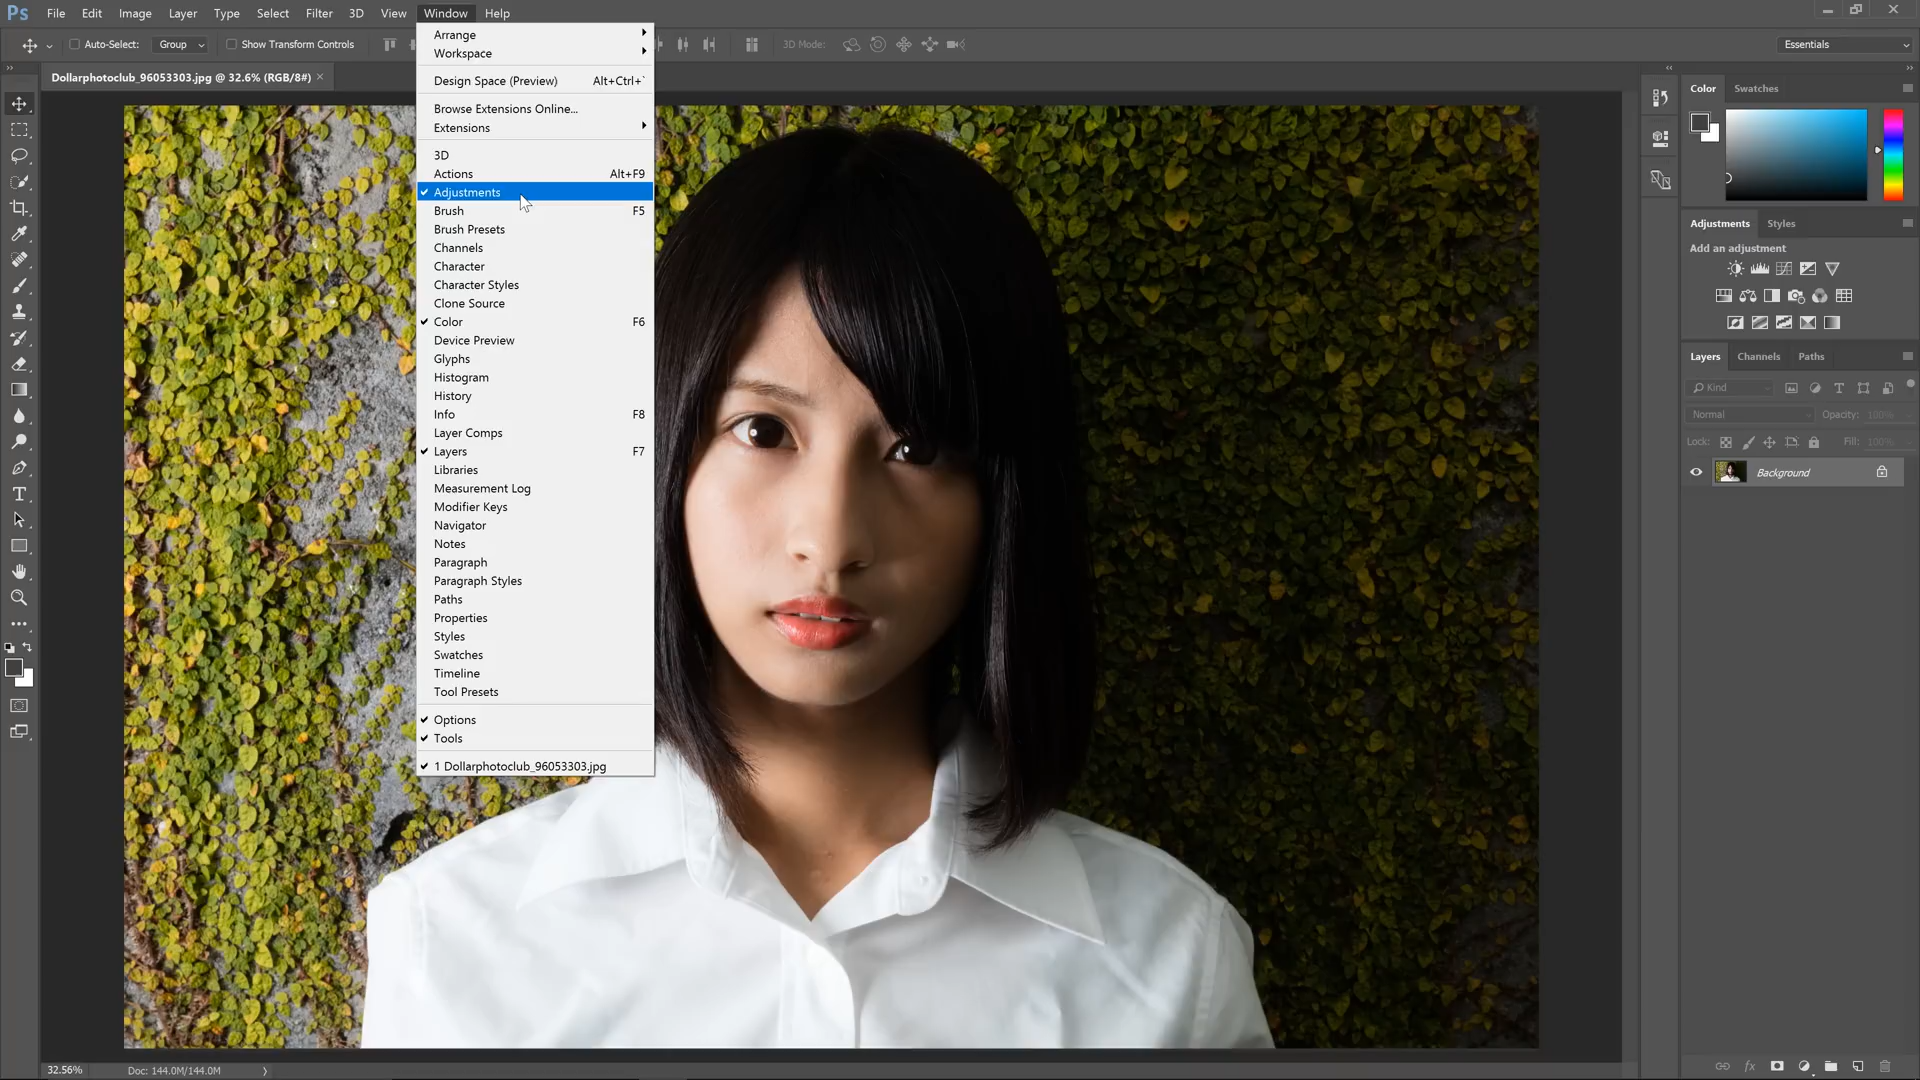 Ps File Edit Image Layer Type Select Filter 3D View Window Help
Auto-Select: Group Show Transform Controls 3D Mode: Essentials
Dollarphotoclub_96053303.jpg @ 32.6% (RGB/8#) ×
Arrange
Workspace
Design Space (Preview) Alt+Ctrl+`
Browse Extensions Online...
Extensions
3D
Actions Alt+F9
Adjustments
Brush F5
Brush Presets
Channels
Character
Character Styles
Clone Source
Color F6
Device Preview
Glyphs
Histogram
History
Info F8
Layer Comps
Layers F7
Libraries
Measurement Log
Modifier Keys
Navigator
Notes
Paragraph
Paragraph Styles
Paths
Properties
Styles
Swatches
Timeline
Tool Presets
Options
Tools
1 Dollarphotoclub_96053303.jpg
Color Swatches
Adjustments Styles
Add an adjustment
Layers Channels Paths
Kind
Normal Opacity: 100%
Lock: Fill: 100%
Background
fx
32.56% Doc: 144.0M/144.0M